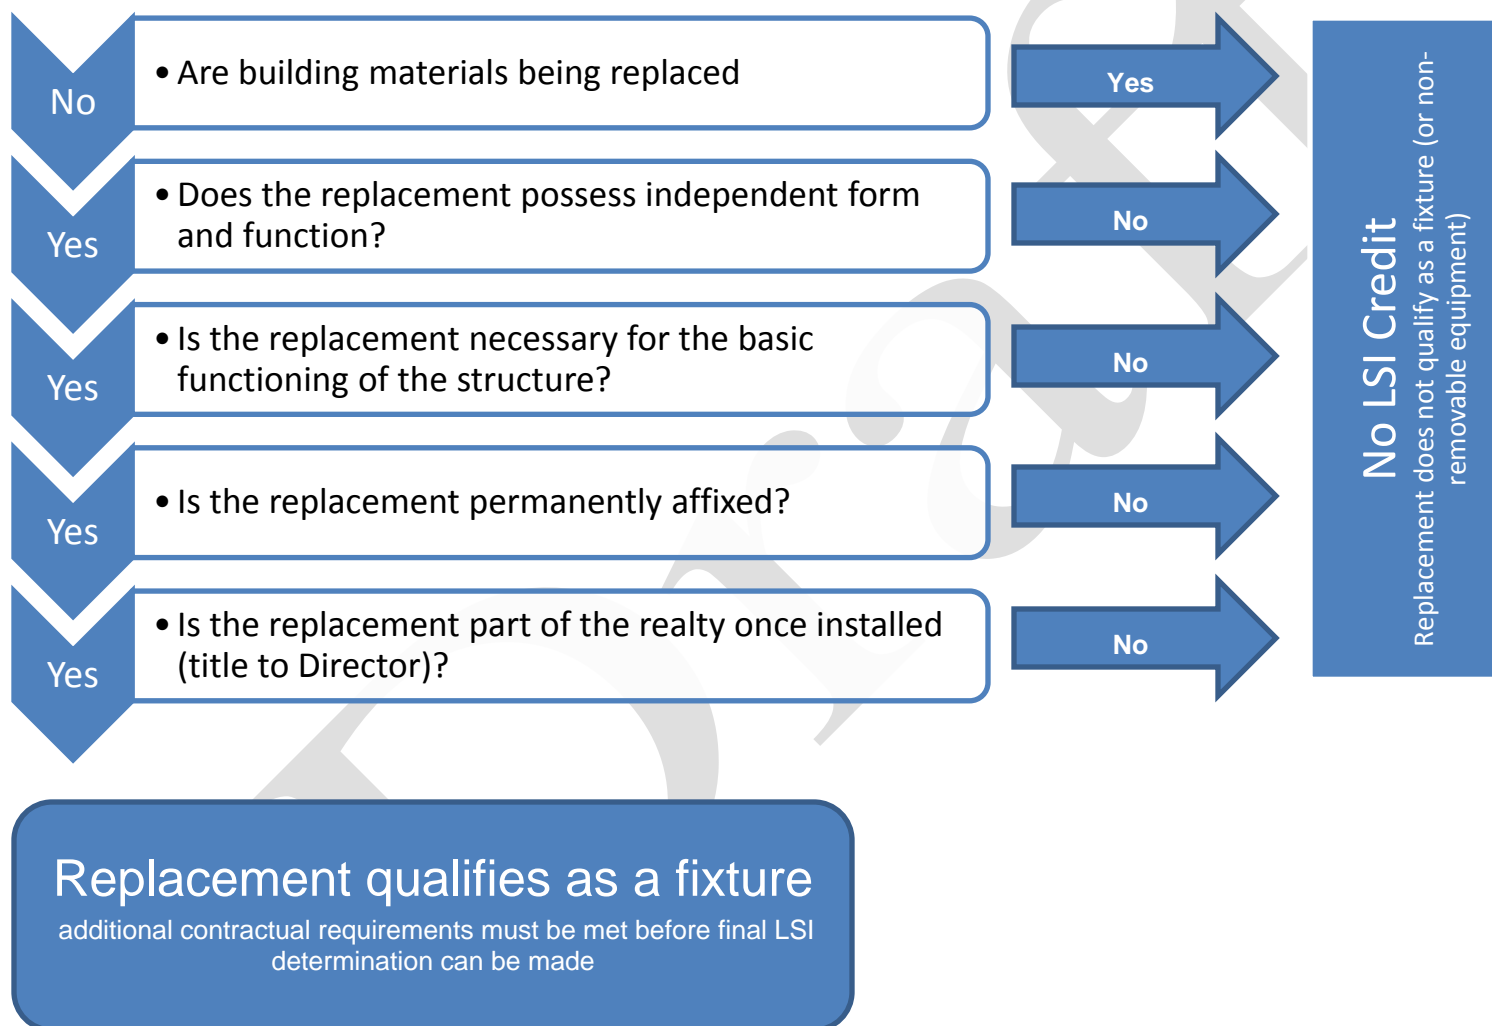 No
• Are building materials being replaced
Yes
Yes
• Does the replacement possess independent form
and function?
No
Yes
• Is the replacement necessary for the basic
functioning of the structure?
No
Yes
• Is the replacement permanently affixed?
No
Yes
• Is the replacement part of the realty once installed
(title to Director)?
No
No LSI Credit
Replacement does not qualify as a fixture (or non-
removable equipment)
Replacement qualifies as a fixture
additional contractual requirements must be met before final LSI
determination can be made
Draft